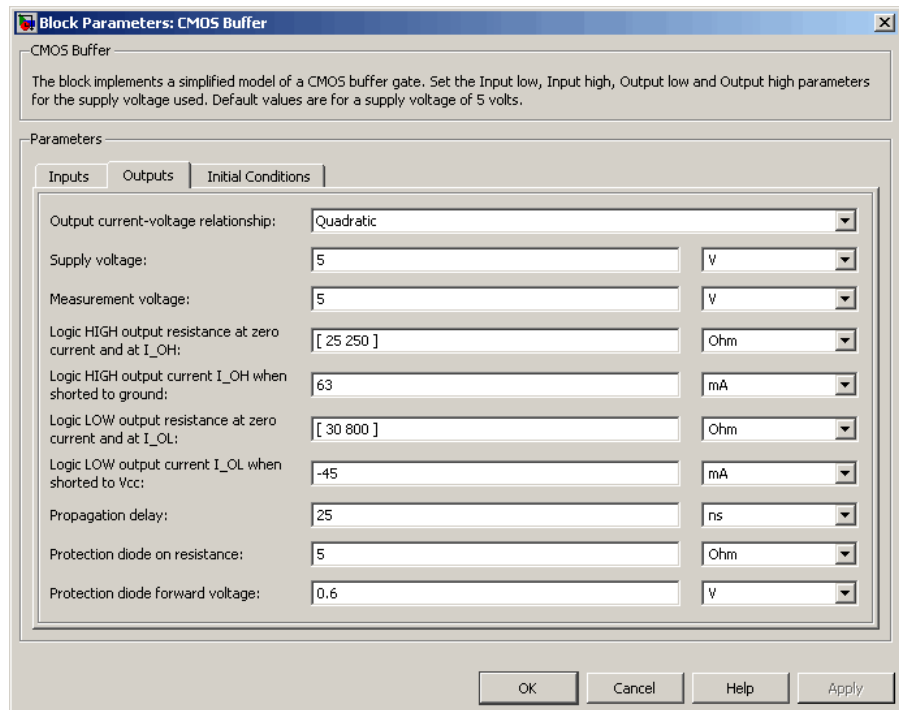 Block Parameters: CMOS Buffer
CMOS Buffer
The block implements a simplified model of a CMOS buffer gate. Set the Input low, Input high, Output low and Output high parameters
for the supply voltage used. Default values are for a supply voltage of 5 volts.
Parameters
Inputs Outputs Initial Conditions
Output current-voltage relationship: Quadratic
Supply voltage: 5 V
Measurement voltage: 5 V
Logic HIGH output resistance at zero
current and at I_OH: [ 25 250 ] Ohm
Logic HIGH output current I_OH when
shorted to ground: 63 mA
Logic LOW output resistance at zero
current and at I_OL: [ 30 800 ] Ohm
Logic LOW output current I_OL when
shorted to Vcc: -45 mA
Propagation delay: 25 ns
Protection diode on resistance: 5 Ohm
Protection diode forward voltage: 0.6 V
OK Cancel Help Apply